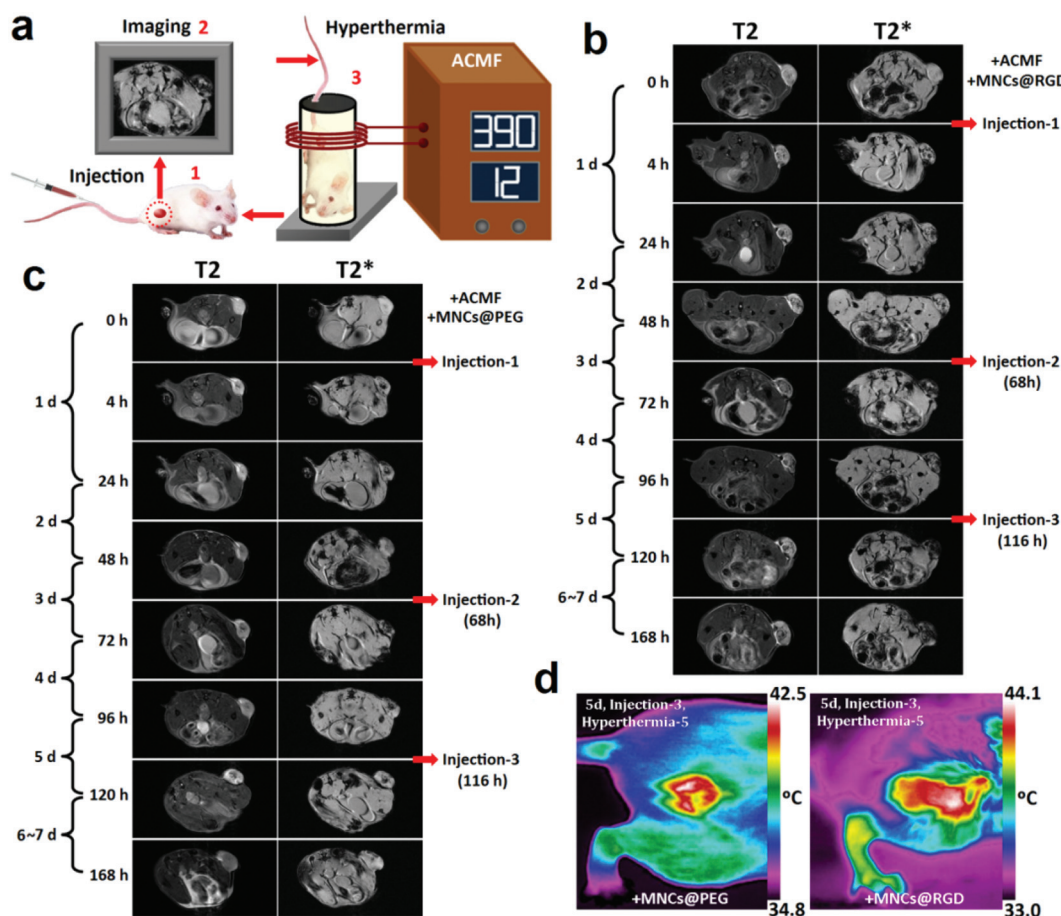 a
Imaging 2
Hyperthermia
3
ACMF
390
12
Injection
1
b
T2
T2*
+ACMF
+MNCs@RGD
0 h
Injection-1
1 d
4 h
24 h
2 d
48 h
3 d
Injection-2
(68h)
72 h
4 d
96 h
5 d
Injection-3
(116 h)
120 h
6~7 d
168 h
c
T2
T2*
+ACMF
+MNCs@PEG
0 h
Injection-1
1 d
4 h
24 h
2 d
48 h
3 d
Injection-2
(68h)
72 h
4 d
96 h
5 d
Injection-3
(116 h)
120 h
6~7 d
168 h
d
5d, Injection-3,
Hyperthermia-5
+MNCs@PEG
42.5
ºC
34.8
5d, Injection-3,
Hyperthermia-5
+MNCs@RGD
44.1
ºC
33.0